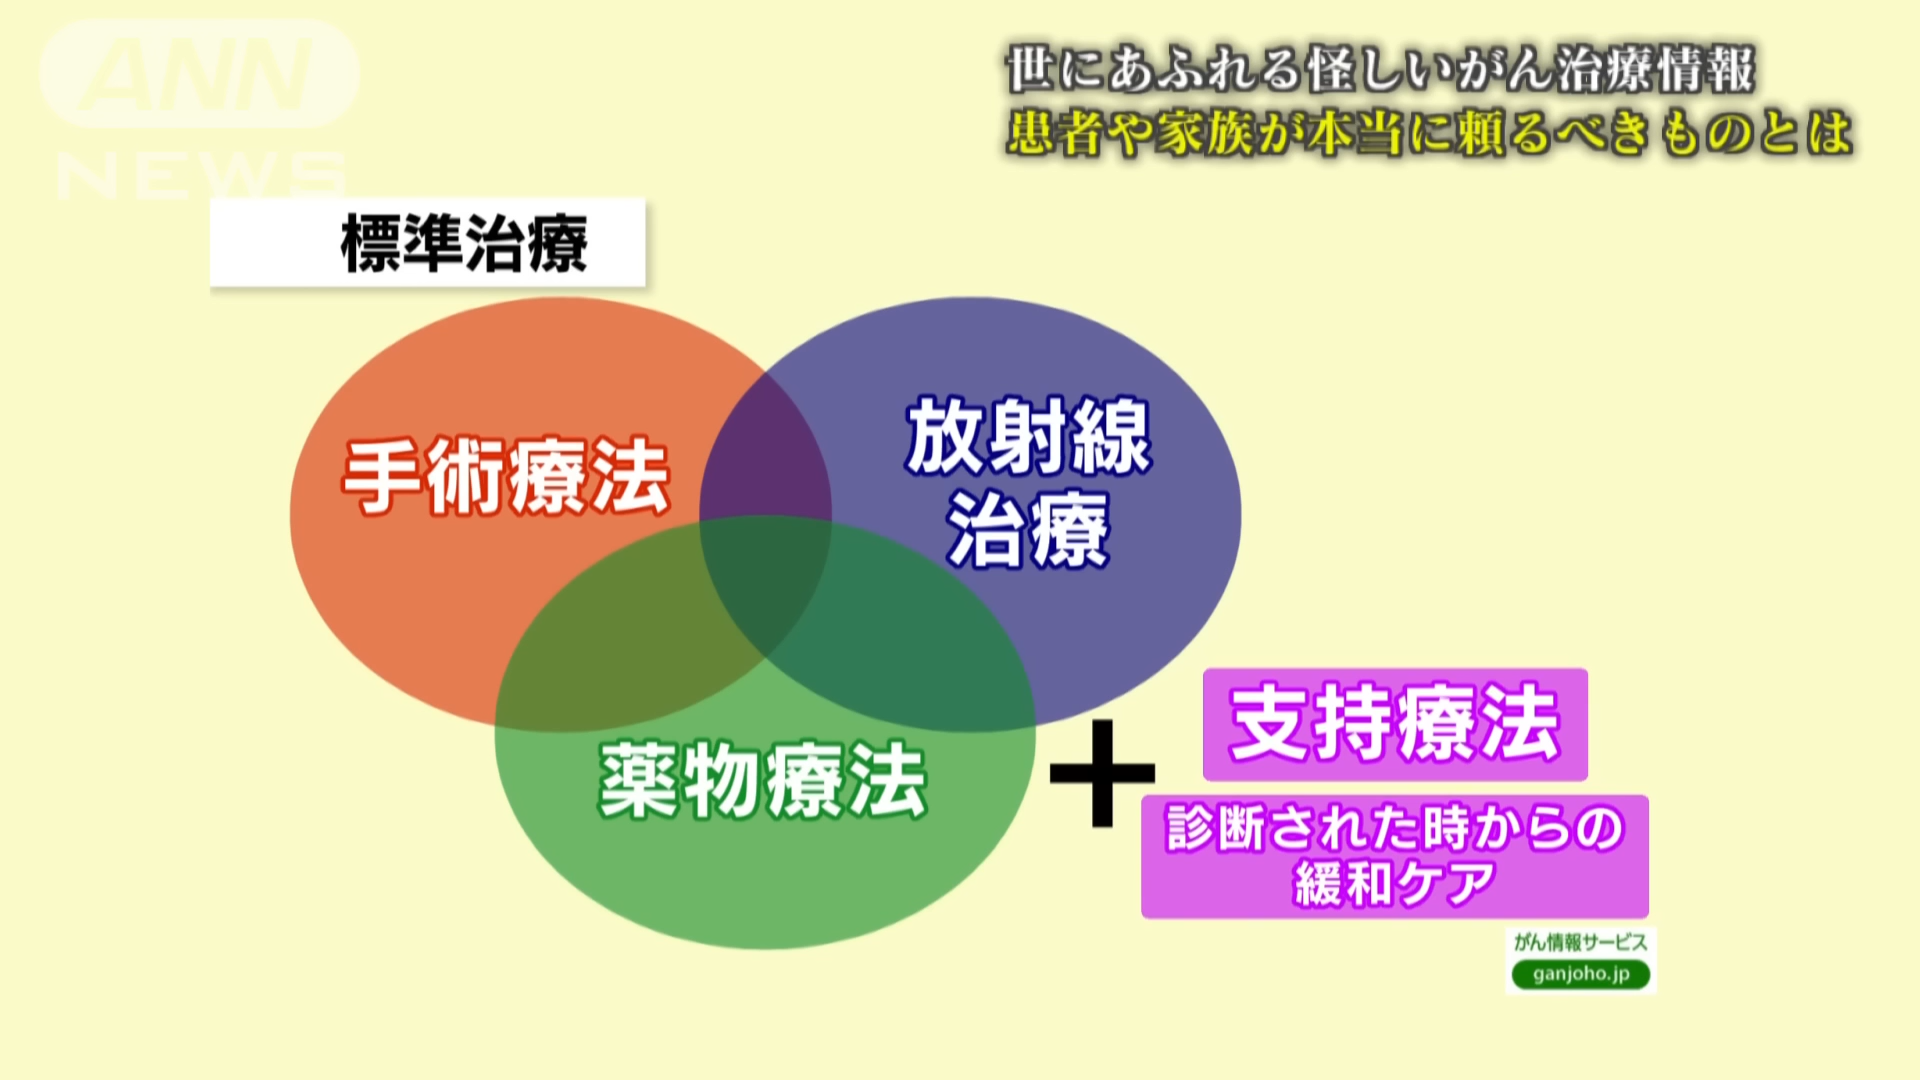 ANN
NEWS
世にあふれる怪しいがん治療情報
患者や家族が本当に頼るべきものとは
標準治療
手術療法
放射線
治療
薬物療法
+
支持療法
診断された時からの
緩和ケア
がん情報サービス
ganjoho.jp